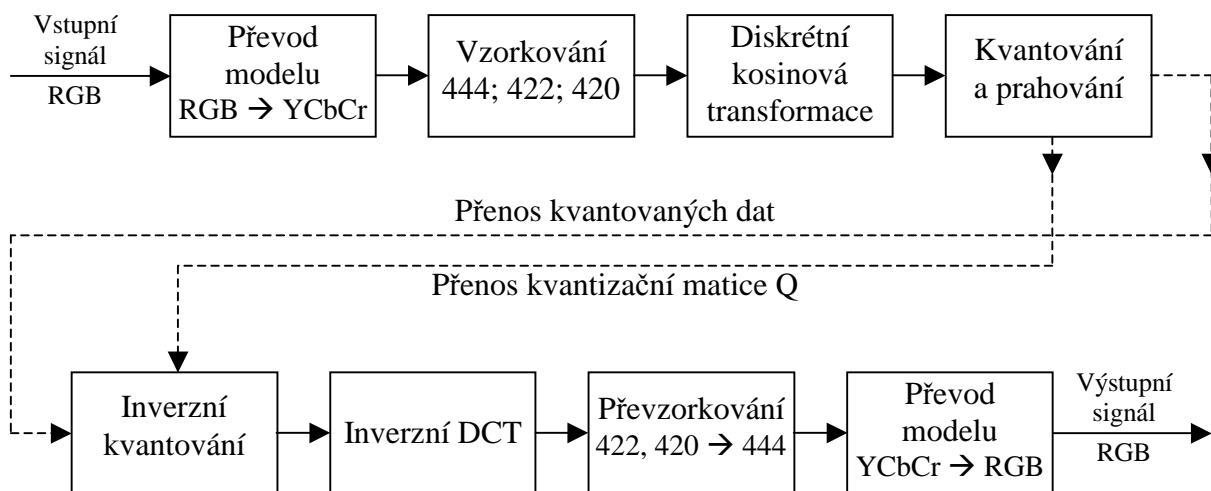 Vstupní
signál
RGB
Převod
modelu
RGB → YCbCr
Vzorkování
444; 422; 420
Diskrétní
kosinová
transformace
Kvantování
a prahování
Přenos kvantovaných dat
Přenos kvantizační matice Q
Inverzní
kvantování
Inverzní DCT
Převzorkování
422, 420 → 444
Převod
modelu
YCbCr → RGB
Výstupní
signál
RGB